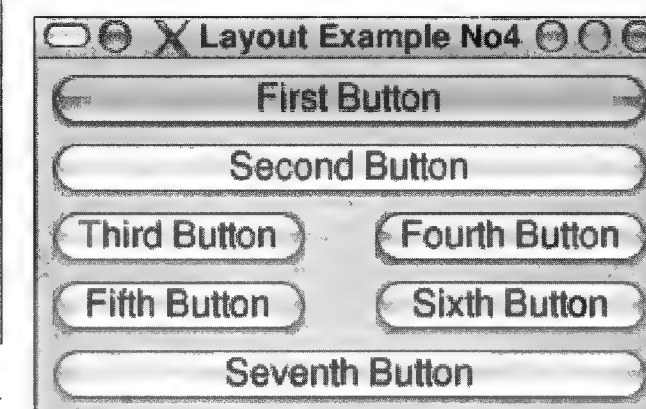 Layout Example No4
First Button
Second Button
Third Button Fourth Button
Fifth Button Sixth Button
Seventh Button